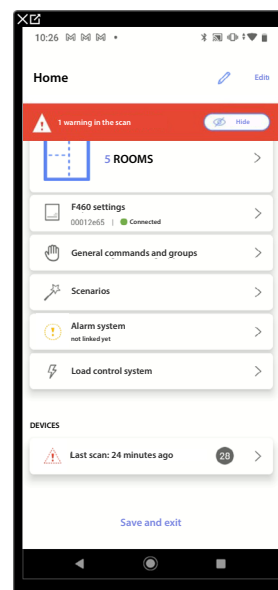 10:26
Home
Edit
1 warning in the scan
Hide
5 ROOMS
F460 settings
00012e65 | Connected
General commands and groups
Scenarios
Alarm system
not linked yet
Load control system
DEVICES
Last scan: 24 minutes ago
28
Save and exit